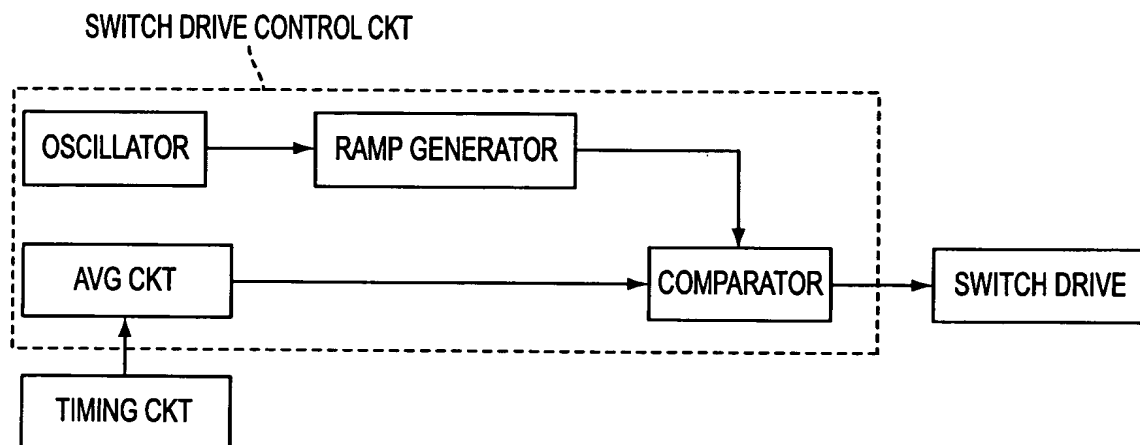 SWITCH DRIVE CONTROL CKT
OSCILLATOR
RAMP GENERATOR
AVG CKT
COMPARATOR
SWITCH DRIVE
TIMING CKT